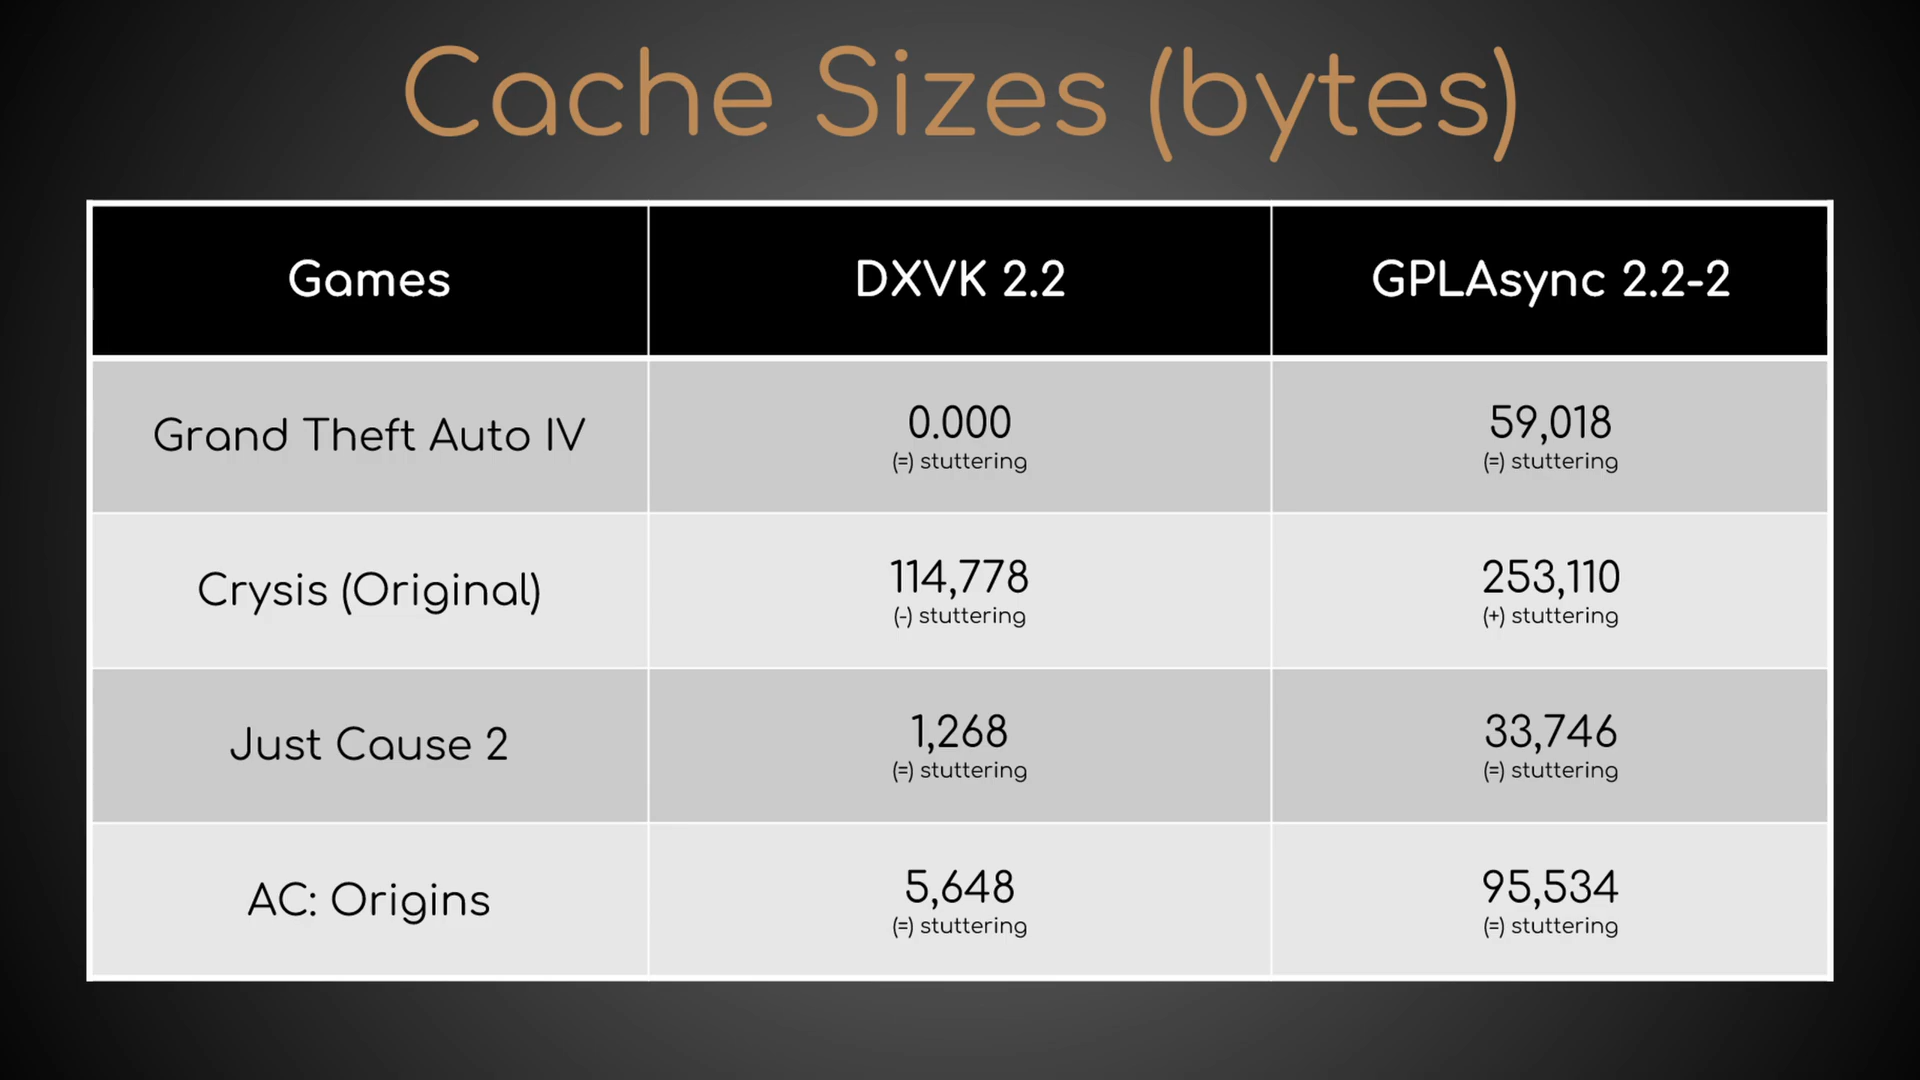 Cache Sizes (bytes)
Games
DXVK 2.2
GPLAsync 2.2-2
Grand Theft Auto IV
0.000
(=) stuttering
59,018
(=) stuttering
Crysis (Original)
114,778
(-) stuttering
253,110
(+) stuttering
Just Cause 2
1,268
(=) stuttering
33,746
(=) stuttering
AC: Origins
5,648
(=) stuttering
95,534
(=) stuttering